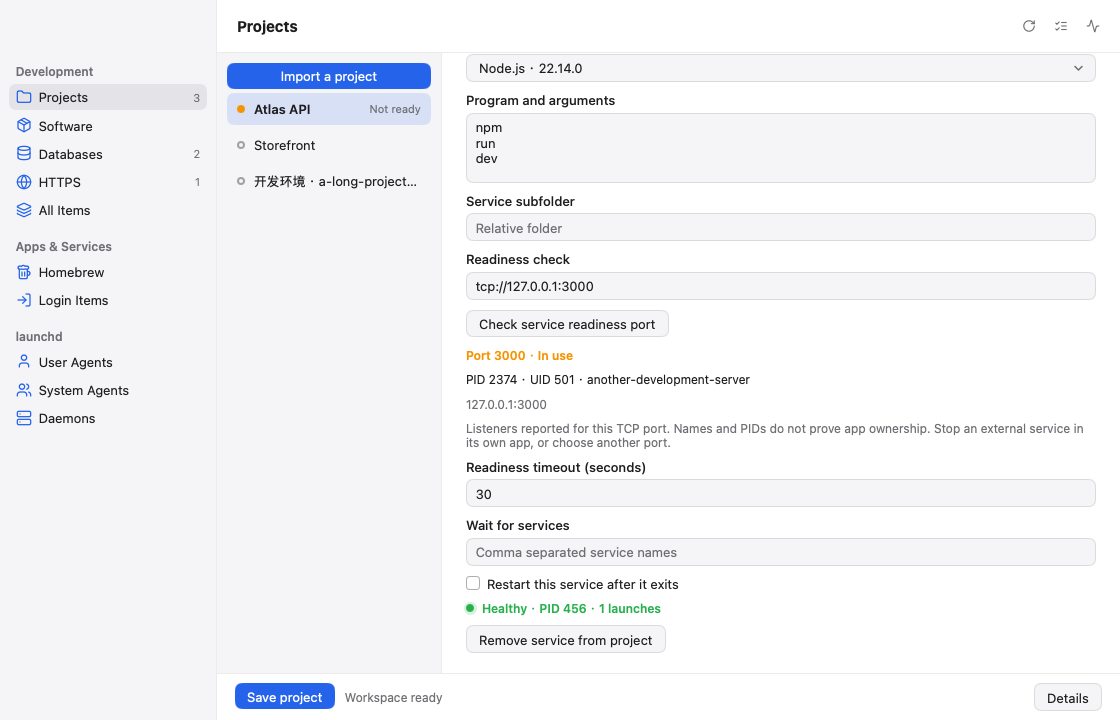 Projects
Development
Projects 3
Software
Databases 2
HTTPS 1
All Items
Apps & Services
Homebrew
Login Items
launchd
User Agents
System Agents
Daemons
Import a project
Atlas API Not ready
Storefront
开发环境 · a-long-project...
Node.js · 22.14.0
Program and arguments
npm
run
dev
Service subfolder
Relative folder
Readiness check
tcp://127.0.0.1:3000
Check service readiness port
Port 3000 · In use
PID 2374 · UID 501 · another-development-server
127.0.0.1:3000
Listeners reported for this TCP port. Names and PIDs do not prove app ownership. Stop an external service in
its own app, or choose another port.
Readiness timeout (seconds)
30
Wait for services
Comma separated service names
Restart this service after it exits
Healthy · PID 456 · 1 launches
Remove service from project
Save project
Workspace ready
Details